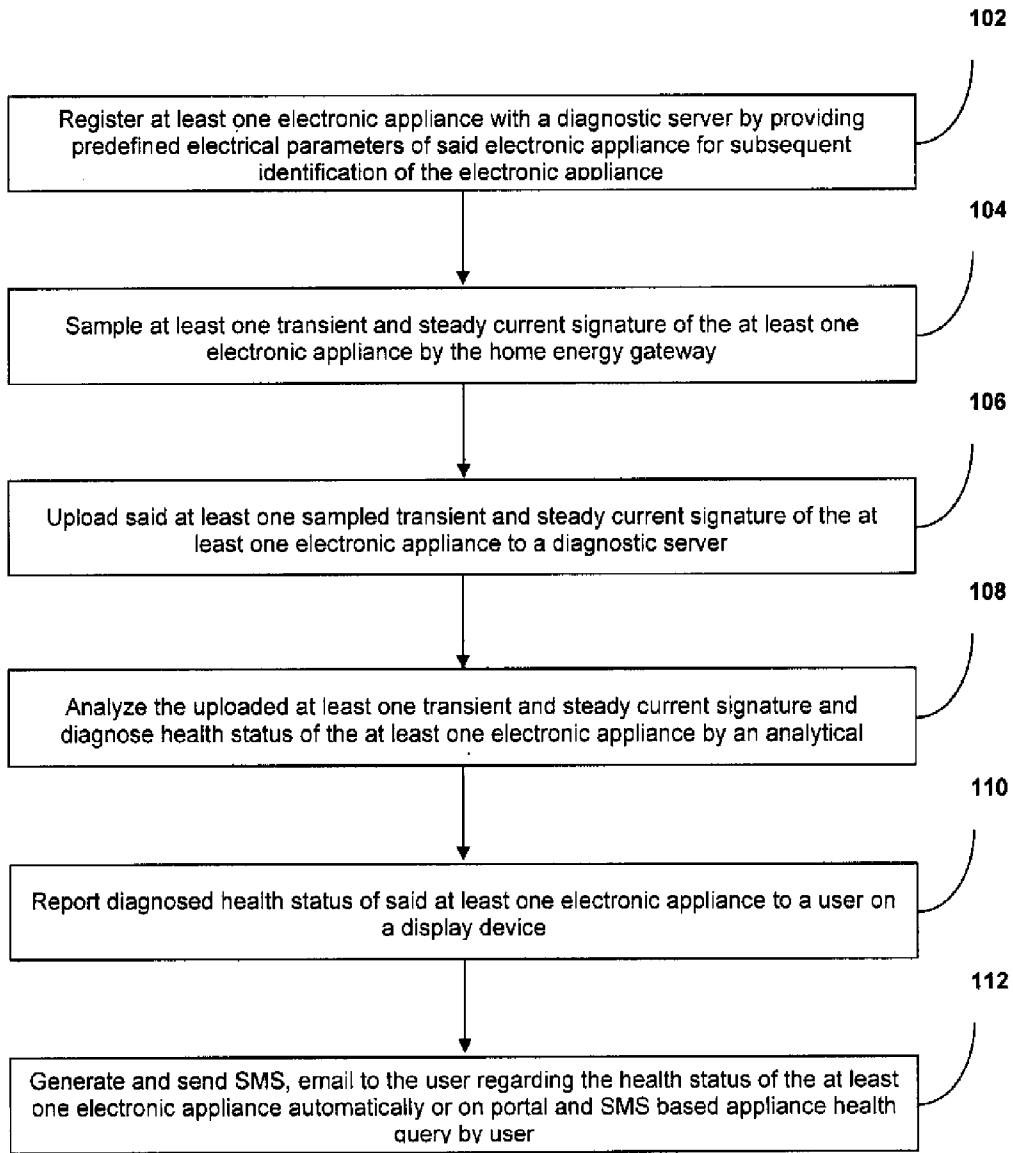 102
Register at least one electronic appliance with a diagnostic server by providing
predefined electrical parameters of said electronic appliance for subsequent
identification of the electronic appliance
104
Sample at least one transient and steady current signature of the at least one
electronic appliance by the home energy gateway
106
Upload said at least one sampled transient and steady current signature of the at
least one electronic appliance to a diagnostic server
108
Analyze the uploaded at least one transient and steady current signature and
diagnose health status of the at least one electronic appliance by an analytical
110
Report diagnosed health status of said at least one electronic appliance to a user on
a display device
112
Generate and send SMS, email to the user regarding the health status of the at least
one electronic appliance automatically or on portal and SMS based appliance health
query by user